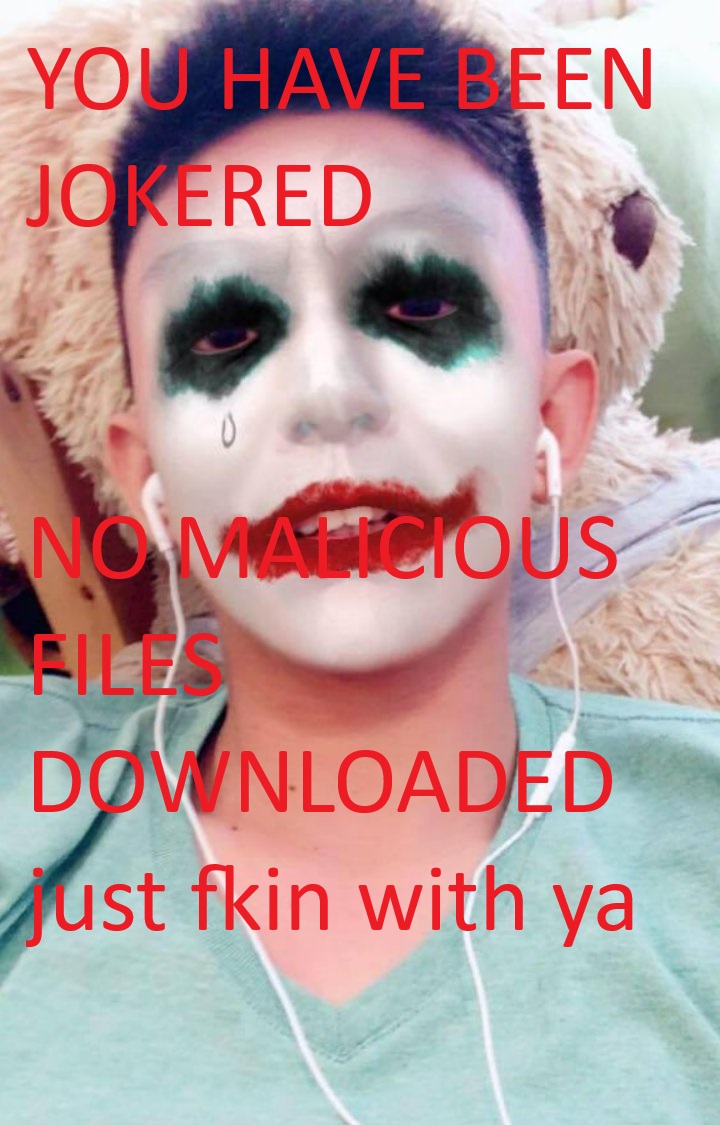 YOU HAVE BEEN
JOKERED
NO MALICIOUS
FILES
DOWNLOADED
just fkin with ya